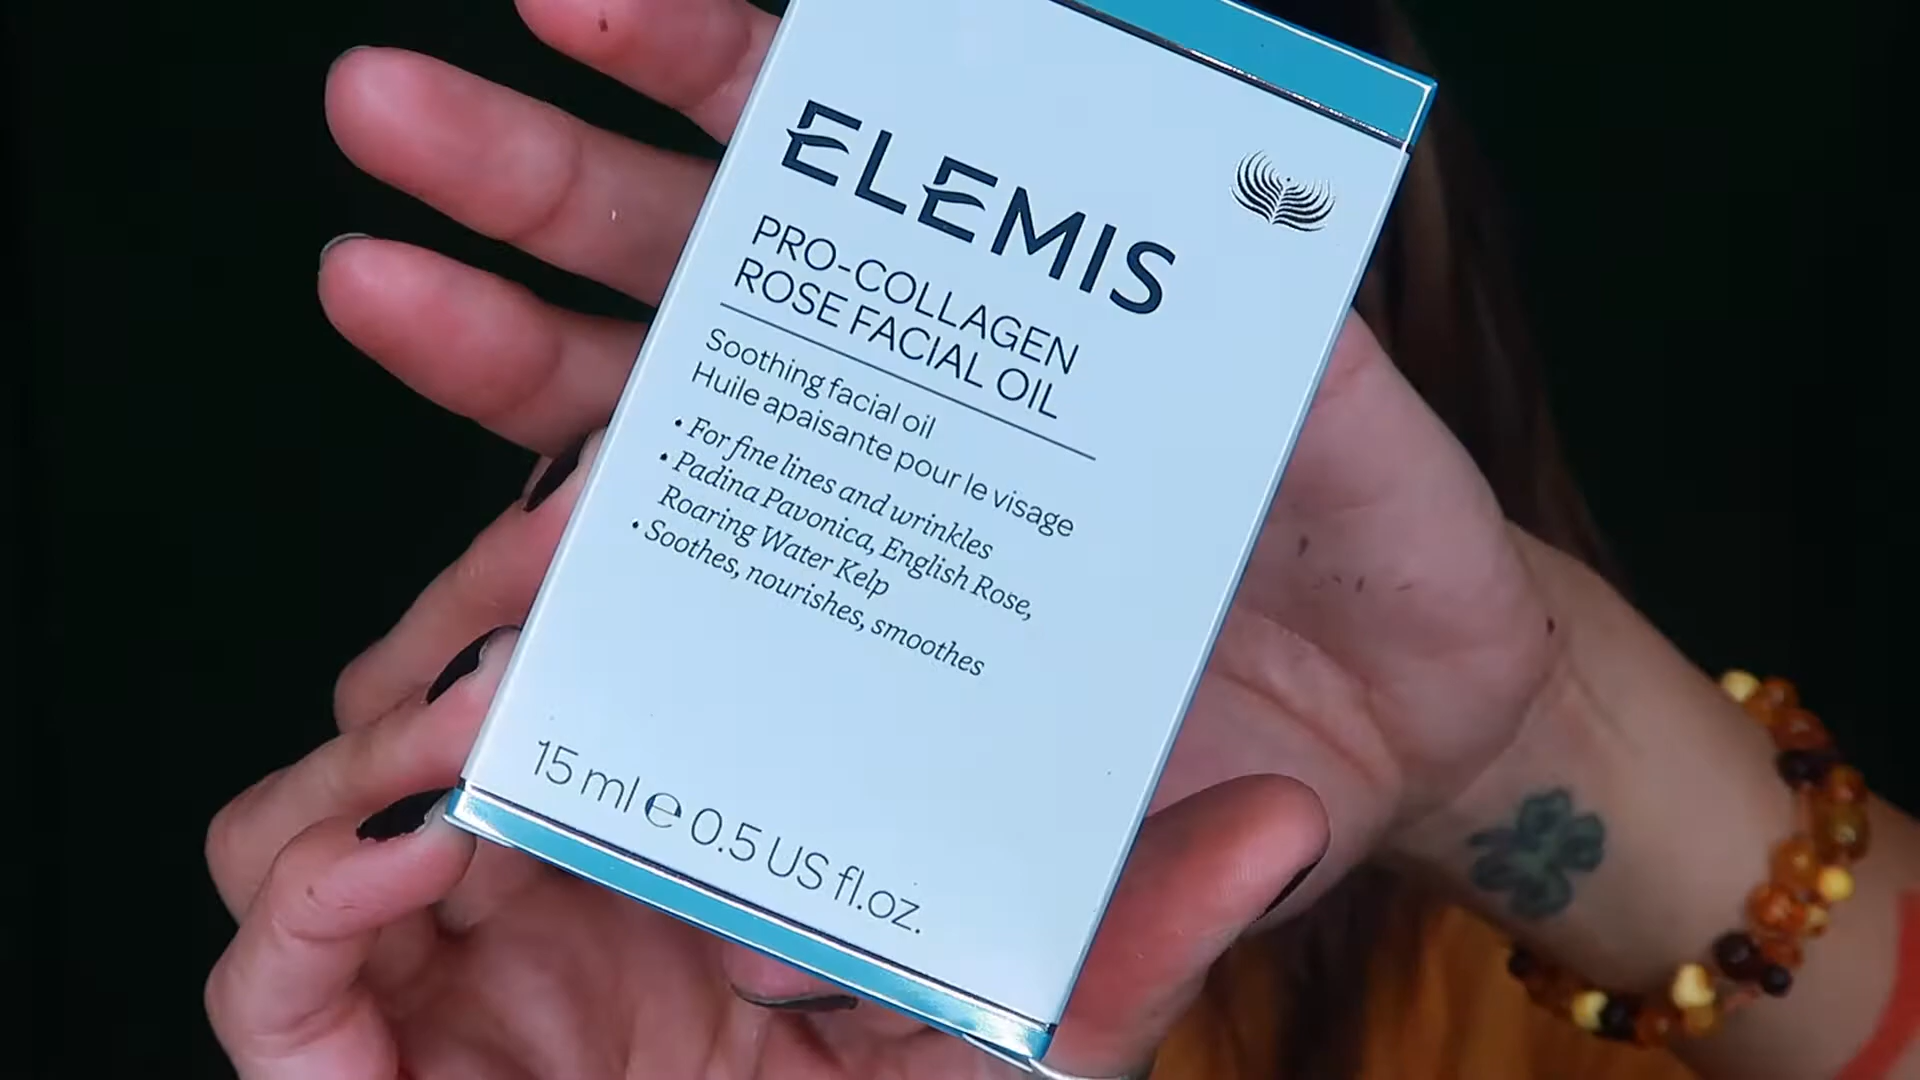 ELEMIS
PRO-COLLAGEN
ROSE FACIAL OIL
Soothing facial oil
Huile apaisante pour le visage
• For fine lines and wrinkles
• Padina Pavonica, English Rose,
Roaring Water Kelp
• Soothes, nourishes, smoothes
15 ml ℮ 0.5 US fl.oz.